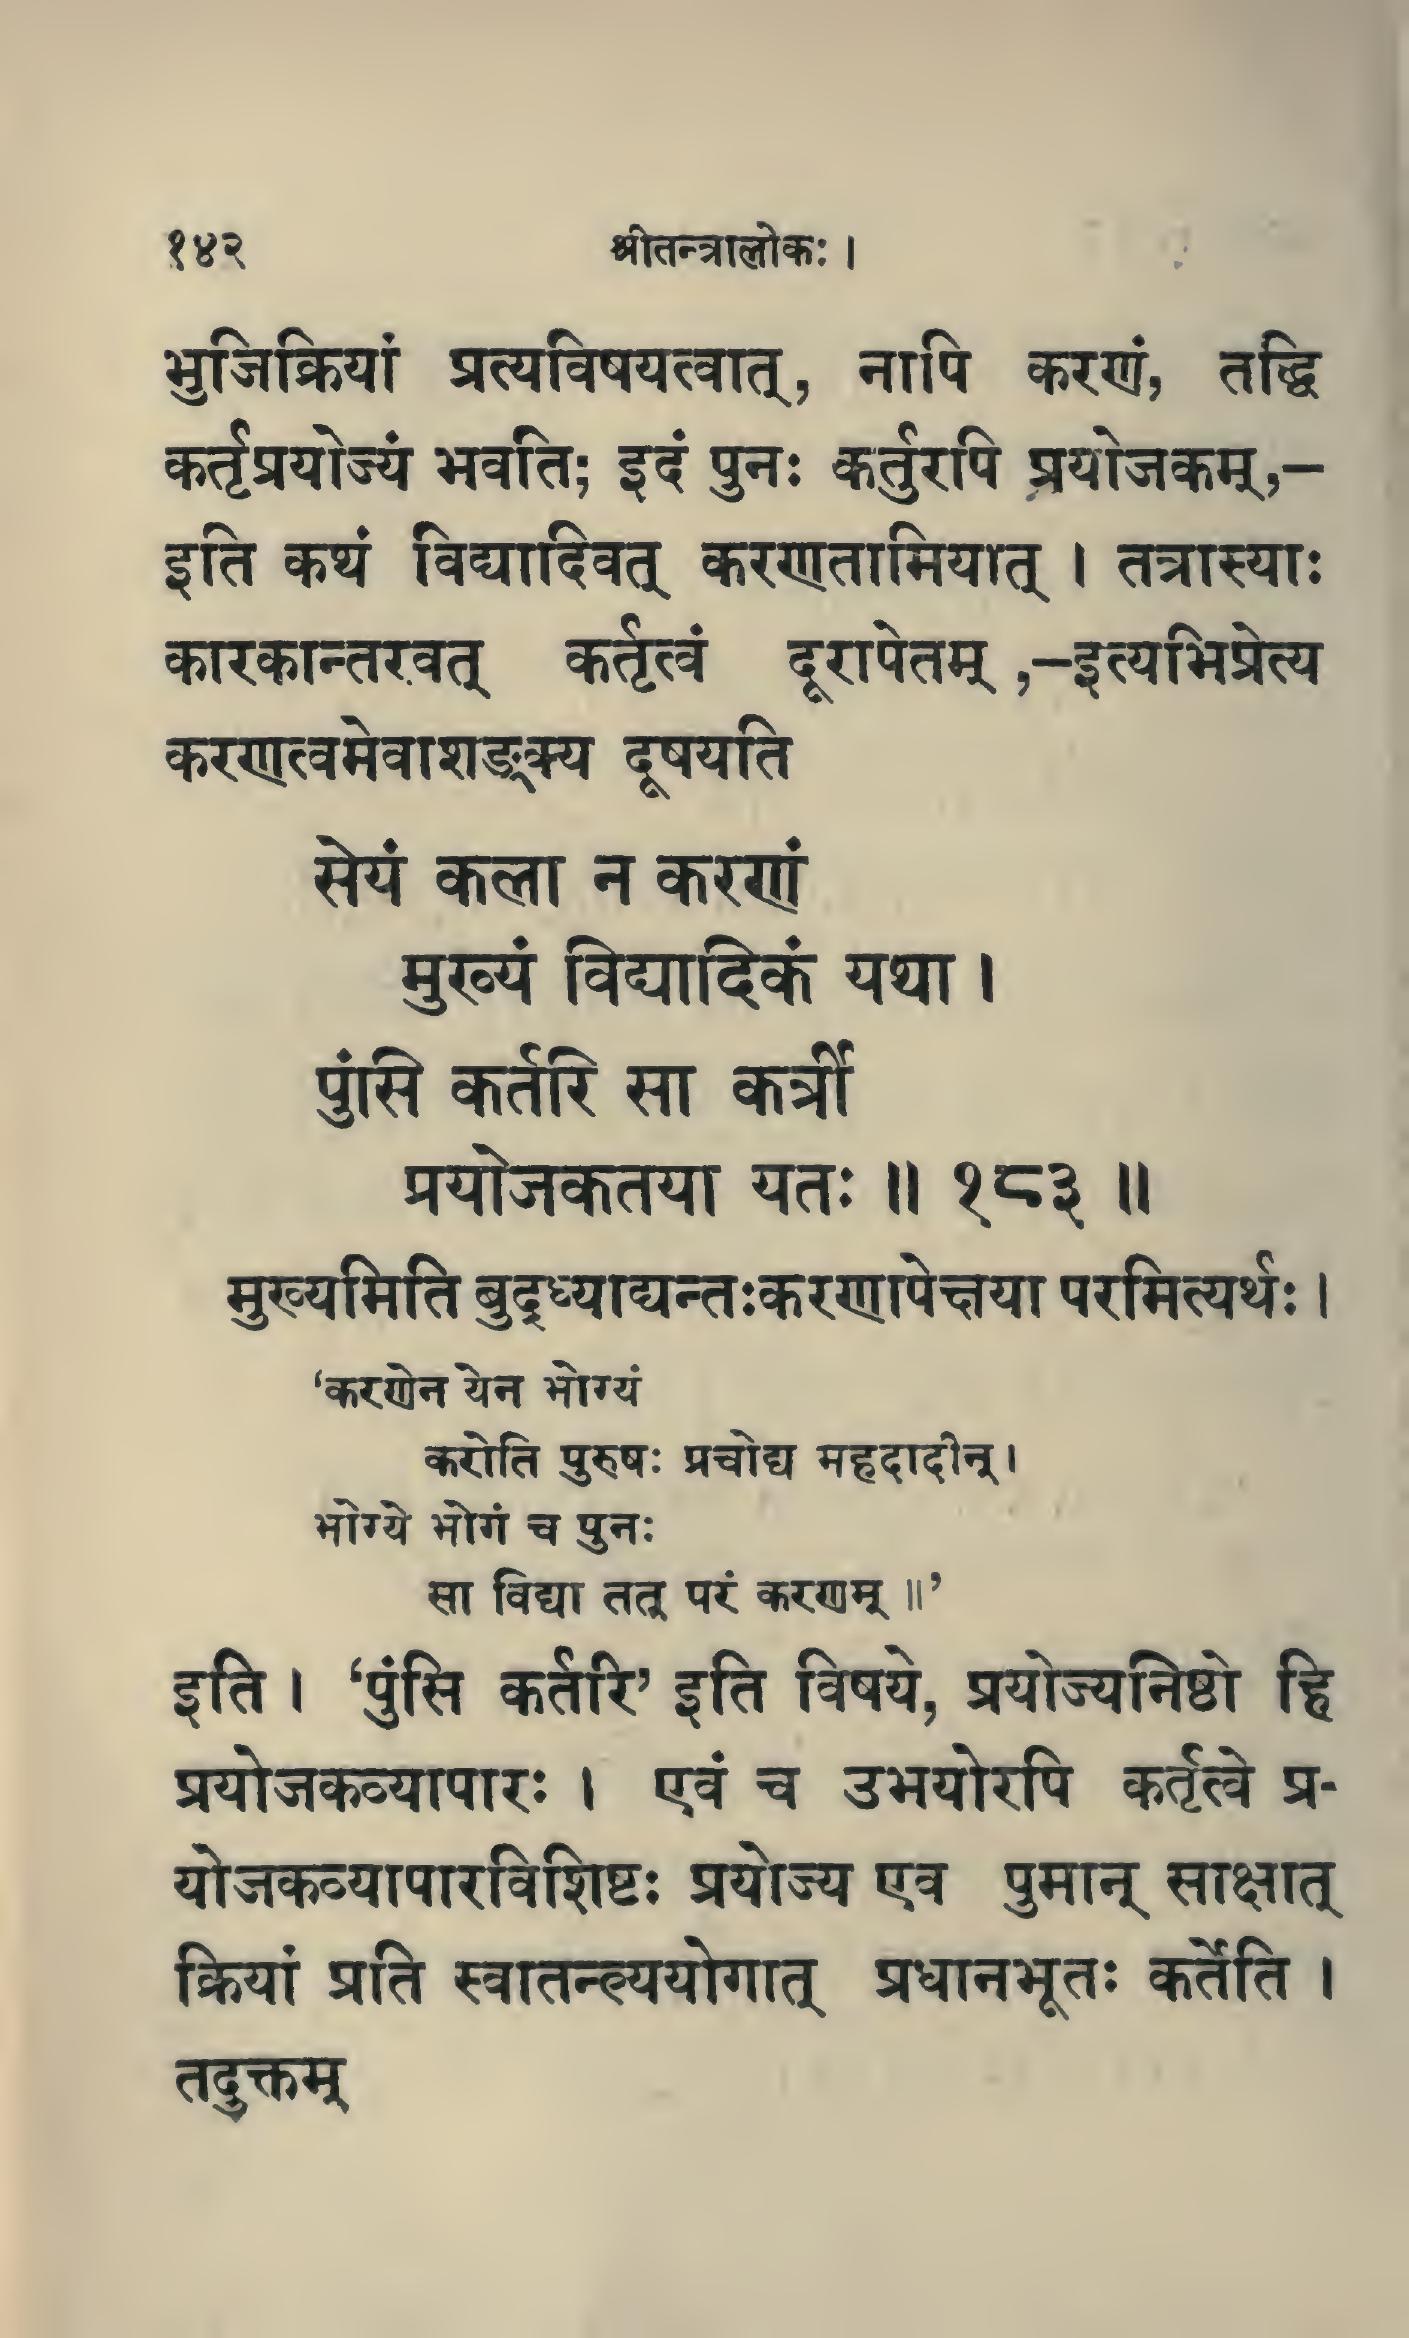 १४२ श्रीतन्त्रालोकः ।
भुजिक्रियां प्रत्यविषयत्वात्, नापि करणं, तद्धि
कर्तृप्रयोज्यं भवति; इदं पुनः कर्तुरपि प्रयोजकम्,–
इति कथं विद्यादिवत् करणतामियात् । तत्रास्याः
कारकान्तरवत् कर्तृत्वं दूरापेतम् ,–इत्यभिप्रेत्य
करणत्वमेवाशङ्क्य दूषयति
सेयं कला न करणं
मुख्यं विद्यादिकं यथा ।
पुंसि कर्तरि सा कर्त्री
प्रयोजकतया यतः ॥ १८३ ॥
मुख्यमिति बुद्ध्याद्यन्तःकरणापेक्षया परमित्यर्थः ।
‘करणेन येन भोग्यं
करोति पुरुषः प्रचोद्य महदादीन् ।
भोग्ये भोगं च पुनः
सा विद्या तत् परं करणम् ॥’
इति । ‘पुंसि कर्तरि’ इति विषये, प्रयोज्यनिष्ठो हि
प्रयोजकव्यापारः । एवं च उभयोरपि कर्तृत्वे प्र-
योजकव्यापारविशिष्टः प्रयोज्य एव पुमान् साक्षात्
क्रियां प्रति स्वातन्त्र्ययोगात् प्रधानभूतः कर्तेति ।
तदुक्तम्